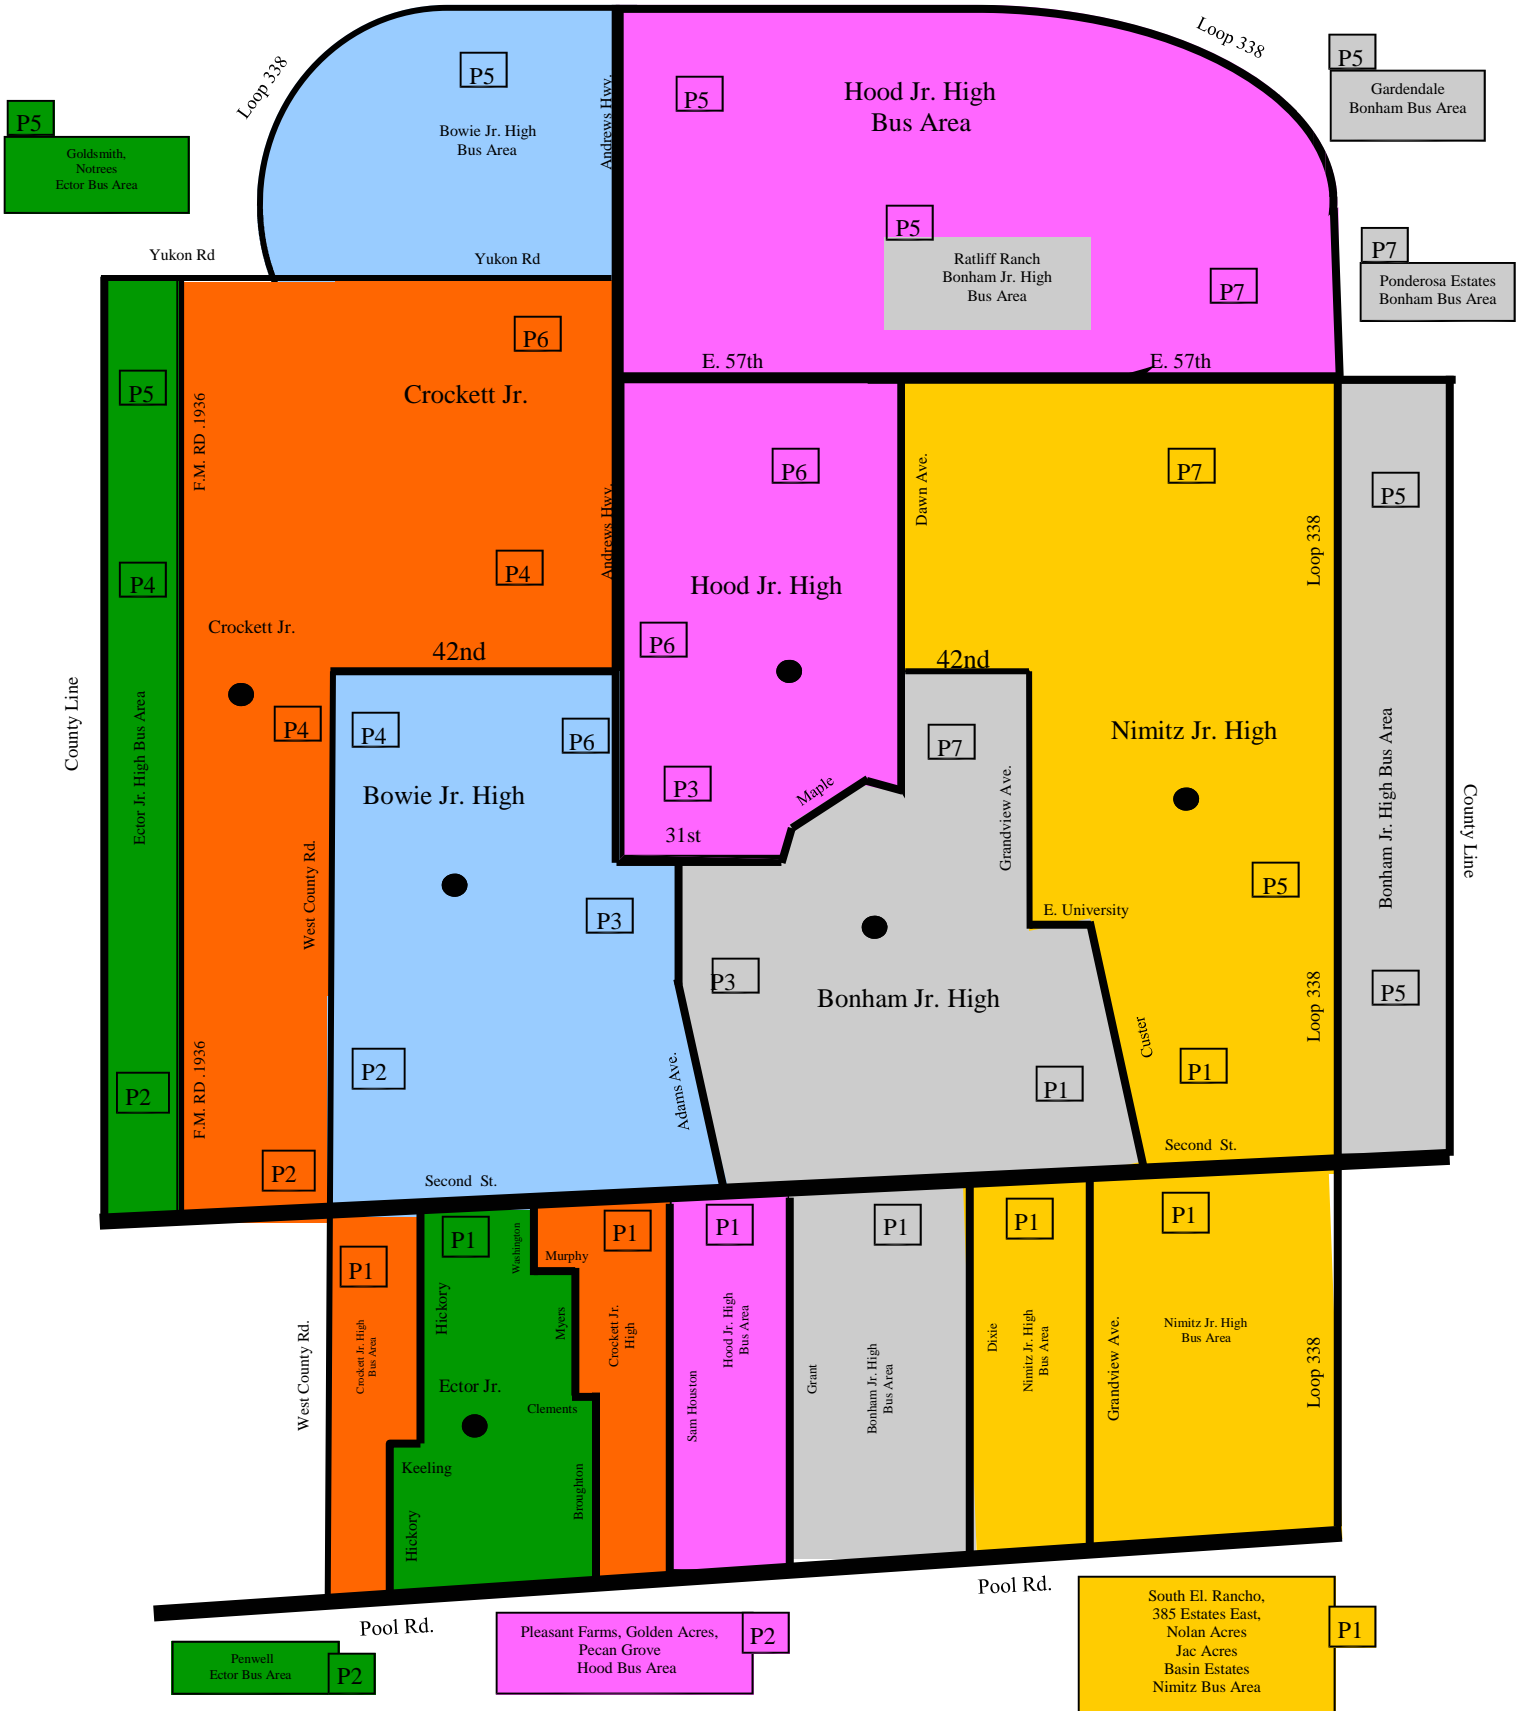 Loop 338
Loop 338
P5
P5
P5
Hood Jr. High
Bus Area
P5
Gardendale
Bonham Bus Area
Bowie Jr. High
Bus Area
Andrews Hwy.
Goldsmith,
Notrees
Ector Bus Area
P5
Ratliff Ranch
Bonham Jr. High
Bus Area
P7
P7
Ponderosa Estates
Bonham Bus Area
Yukon Rd
Yukon Rd
P6
E. 57th
E. 57th
P5
F.M. RD .1936
Crockett Jr.
P6
Dawn Ave.
P7
P5
Andrews Hwy.
Loop 338
P4
P4
Hood Jr. High
Crockett Jr.
42nd
P6
42nd
County Line
Ector Jr. High Bus Area
P4
P4
P6
P7
Nimitz Jr. High
Bonham Jr. High Bus Area
County Line
Bowie Jr. High
P3
Maple
31st
Grandview Ave.
West County Rd.
P5
P3
E. University
P3
Bonham Jr. High
P5
Loop 338
Custer
P2
F.M. RD .1936
P2
Adams Ave.
P1
P1
P2
Second  St.
Second  St.
P1
P1
P1
P1
P1
P1
P1
Washington
Murphy
Hickory
Myers
West County Rd.
Crockett Jr. High
Bus Area
Crockett Jr.
High
Hood Jr. High
Bus Area
Sam Houston
Grant
Bonham Jr. High
Bus Area
Dixie
Nimitz Jr. High
Bus Area
Grandview Ave.
Nimitz Jr. High
Bus Area
Loop 338
Ector Jr.
Clements
Keeling
Broughton
Hickory
Pool Rd.
Pool Rd.
Penwell
Ector Bus Area
P2
Pleasant Farms, Golden Acres,
Pecan Grove
Hood Bus Area
P2
South El. Rancho,
385 Estates East,
Nolan Acres
Jac Acres
Basin Estates
Nimitz Bus Area
P1